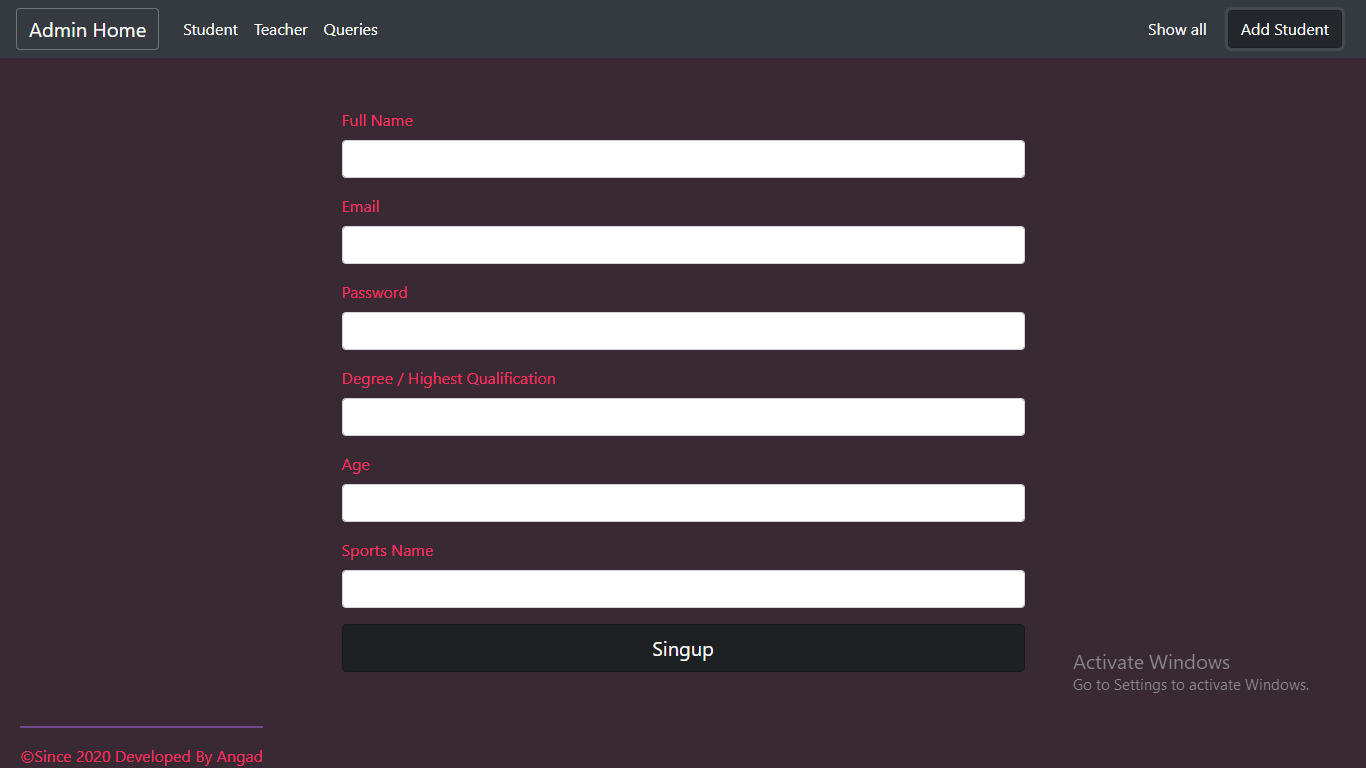 Admin Home Student Teacher Queries Show all Add Student
Full Name
Email
Password
Degree / Highest Qualification
Age
Sports Name
Singup
Activate Windows
Go to Settings to activate Windows.
©Since 2020 Developed By Angad